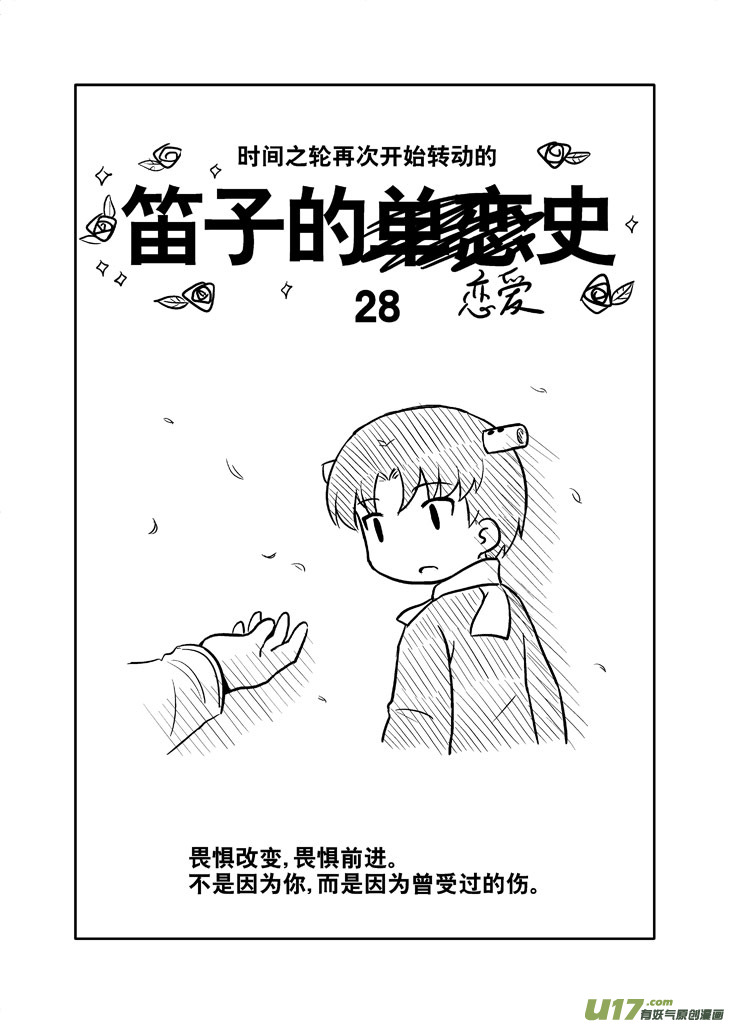 时间之轮再次开始转动的
笛子的单恋史
恋爱
28
畏惧改变，畏惧前进。
不是因为你，而是因为曾受过的伤。
U17.com
有妖气原创漫画